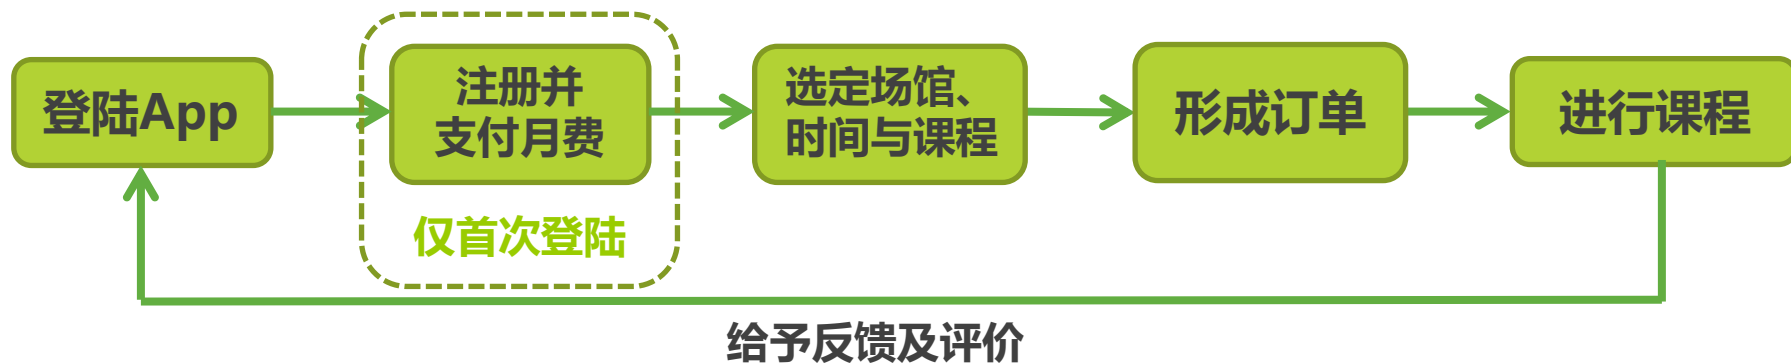 登陆App
注册并
支付月费
选定场馆、
时间与课程
形成订单
进行课程
仅首次登陆
给予反馈及评价